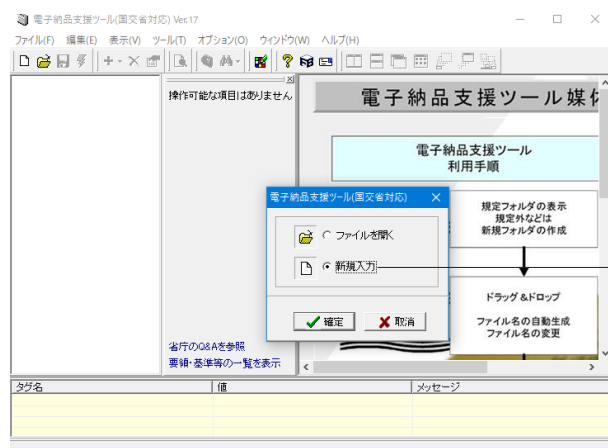 電子納品支援ツール(国交省対応) Ver.17
ファイル(F) 編集(E) 表示(V) ツール(T) オプション(O) ウィンドウ(W) ヘルプ(H)
操作可能な項目はありません
電子納品支援ツール媒体
電子納品支援ツール
利用手順
規定フォルダの表示
規定外などは
新規フォルダの作成
ドラッグ&ドロップ
ファイル名の自動生成
ファイル名の変更
電子納品支援ツール(国交省対応)
ファイルを開く
新規入力
確定
取消
省庁のQ&Aを参照
要領・基準等の一覧を表示
タグ名 値 メッセージ